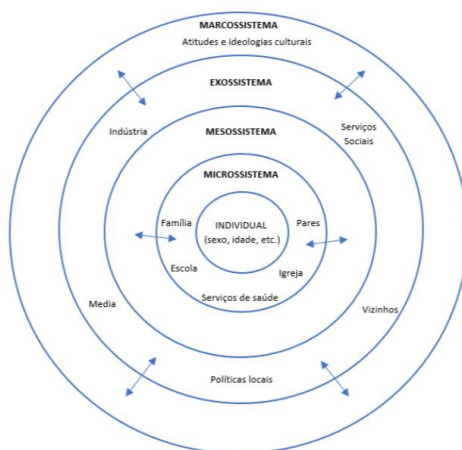 MARCOSSISTEMA
Atitudes e ideologias culturais
EXOSSISTEMA
Indústria
Serviços
Sociais
MESOSSISTEMA
MICROSSISTEMA
Família
Pares
INDIVIDUAL
(sexo, idade, etc.)
Escola
Igreja
Serviços de saúde
Media
Vizinhos
Políticas locais